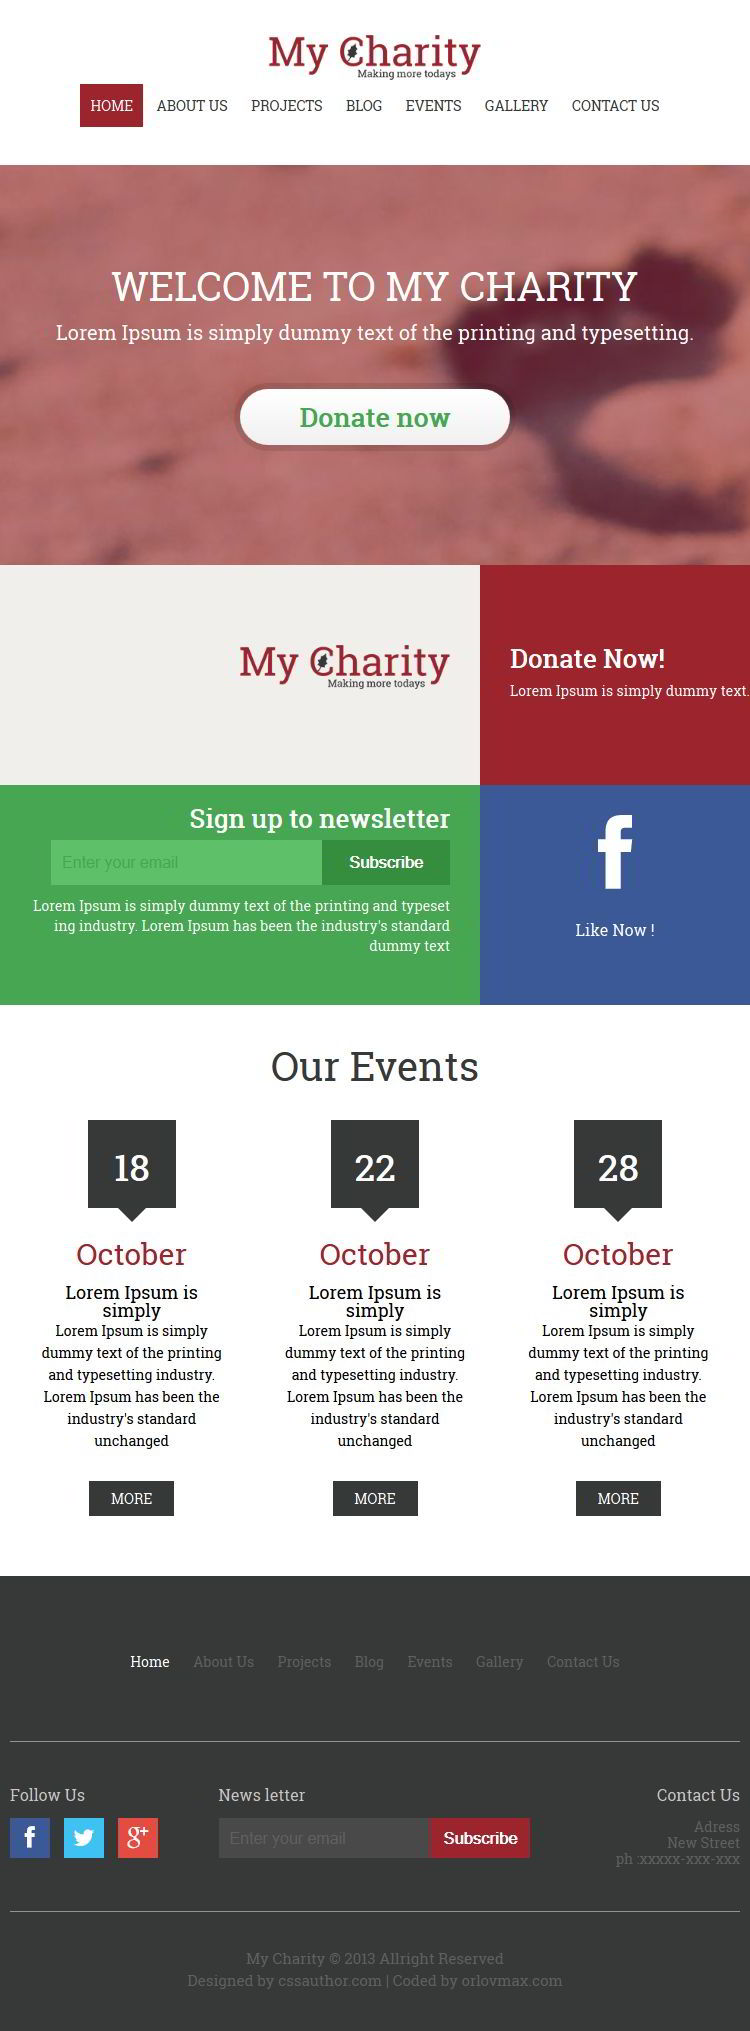 My Charity
Making more todays
HOME ABOUT US PROJECTS BLOG EVENTS GALLERY CONTACT US
WELCOME TO MY CHARITY
Lorem Ipsum is simply dummy text of the printing and typesetting.
Donate now
My Charity
Making more todays
Donate Now!
Lorem Ipsum is simply dummy text.
Sign up to newsletter
Enter your email Subscribe
Lorem Ipsum is simply dummy text of the printing and typeset
ing industry. Lorem Ipsum has been the industry's standard
dummy text
f
Like Now !
Our Events
18
October
Lorem Ipsum is
simply
Lorem Ipsum is simply
dummy text of the printing
and typesetting industry.
Lorem Ipsum has been the
industry's standard
unchanged
MORE
22
October
Lorem Ipsum is
simply
Lorem Ipsum is simply
dummy text of the printing
and typesetting industry.
Lorem Ipsum has been the
industry's standard
unchanged
MORE
28
October
Lorem Ipsum is
simply
Lorem Ipsum is simply
dummy text of the printing
and typesetting industry.
Lorem Ipsum has been the
industry's standard
unchanged
MORE
Home About Us Projects Blog Events Gallery Contact Us
Follow Us
f g+
News letter
Enter your email Subscribe
Contact Us
Adress
New Street
ph :xxxxx-xxx-xxx
My Charity © 2013 Allright Reserved
Designed by cssauthor.com | Coded by orlovmax.com